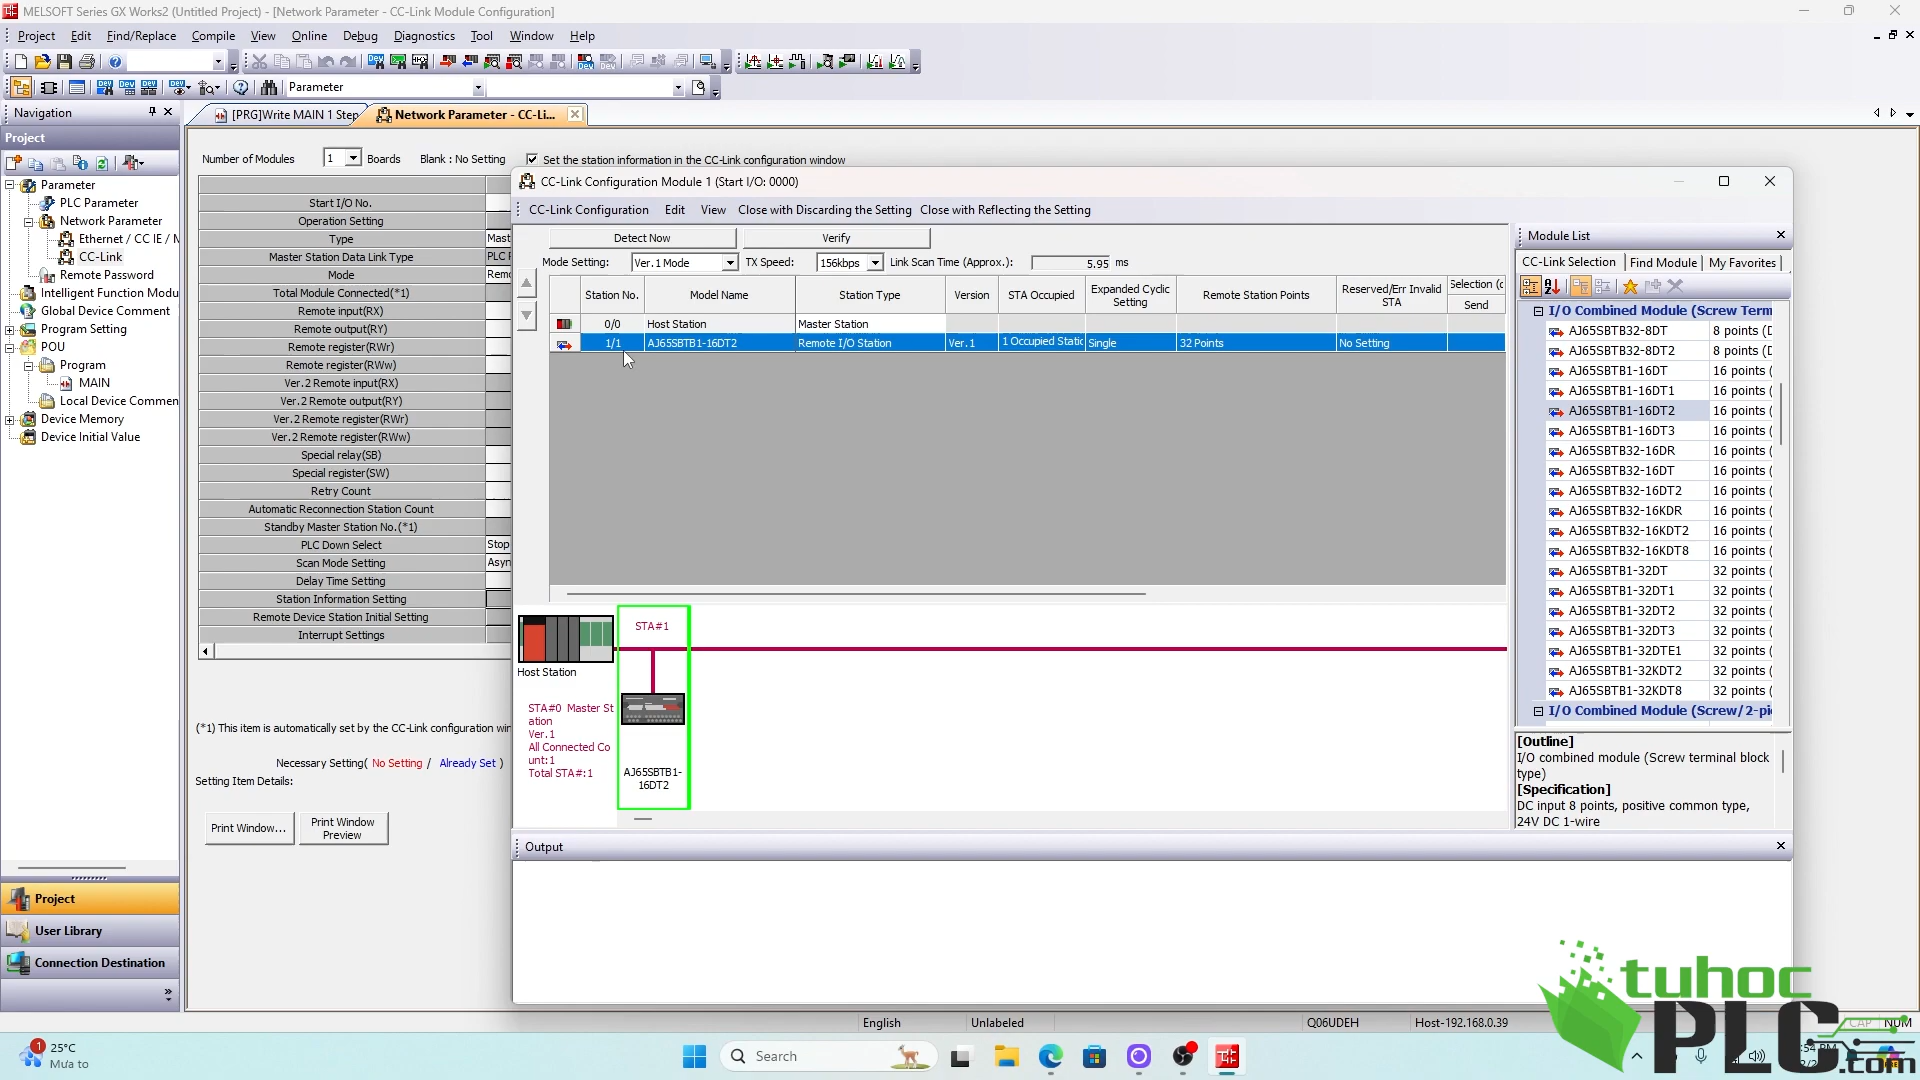 MELSOFT Series GX Works2 (Untitled Project) - [Network Parameter - CC-Link Module Configuration]
Project Edit Find/Replace Compile View Online Debug Diagnostics Tool Window Help
Parameter
Navigation
[PRG]Write MAIN 1 Step
Network Parameter - CC-Li...
Project
Parameter
PLC Parameter
Network Parameter
Ethernet / CC IE / M
CC-Link
Remote Password
Intelligent Function Modu
Global Device Comment
Program Setting
POU
Program
MAIN
Local Device Commen
Device Memory
Device Initial Value
Project
User Library
Connection Destination
Number of Modules 1 Boards Blank : No Setting Set the station information in the CC-Link configuration window
Start I/O No.
Operation Setting
Type Mast
Master Station Data Link Type PLC P
Mode Remo
Total Module Connected(*1)
Remote input(RX)
Remote output(RY)
Remote register(RWr)
Remote register(RWw)
Ver.2 Remote input(RX)
Ver.2 Remote output(RY)
Ver.2 Remote register(RWr)
Ver.2 Remote register(RWw)
Special relay(SB)
Special register(SW)
Retry Count
Automatic Reconnection Station Count
Standby Master Station No.(*1)
PLC Down Select Stop
Scan Mode Setting Asyn
Delay Time Setting
Station Information Setting
Remote Device Station Initial Setting
Interrupt Settings
(*1) This item is automatically set by the CC-Link configuration win
Necessary Setting( No Setting / Already Set )
Setting Item Details:
Print Window...
Print Window
Preview
CC-Link Configuration Module 1 (Start I/O: 0000)
CC-Link Configuration Edit View Close with Discarding the Setting Close with Reflecting the Setting
Detect Now Verify
Mode Setting: Ver.1 Mode TX Speed: 156kbps Link Scan Time (Approx.): 5.95 ms
Station No. Model Name Station Type Version STA Occupied Expanded Cyclic Setting Remote Station Points Reserved/Err Invalid STA Selection (c Send
0/0 Host Station Master Station
1/1 AJ65SBTB1-16DT2 Remote I/O Station Ver.1 1 Occupied Static Single 32 Points No Setting
STA#1
Host Station
STA#0 Master St
ation
Ver.1
All Connected Co
unt:1
Total STA#:1
AJ65SBTB1-
16DT2
Output
Module List
CC-Link Selection Find Module My Favorites
I/O Combined Module (Screw Term
AJ65SBTB32-8DT 8 points (D
AJ65SBTB32-8DT2 8 points (D
AJ65SBTB1-16DT 16 points (
AJ65SBTB1-16DT1 16 points (
AJ65SBTB1-16DT2 16 points (
AJ65SBTB1-16DT3 16 points (
AJ65SBTB32-16DR 16 points (
AJ65SBTB32-16DT 16 points (
AJ65SBTB32-16DT2 16 points (
AJ65SBTB32-16KDR 16 points (
AJ65SBTB32-16KDT2 16 points (
AJ65SBTB32-16KDT8 16 points (
AJ65SBTB1-32DT 32 points (
AJ65SBTB1-32DT1 32 points (
AJ65SBTB1-32DT2 32 points (
AJ65SBTB1-32DT3 32 points (
AJ65SBTB1-32DTE1 32 points (
AJ65SBTB1-32KDT2 32 points (
AJ65SBTB1-32KDT8 32 points (
I/O Combined Module (Screw/2-pi
[Outline]
I/O combined module (Screw terminal block
type)
[Specification]
DC input 8 points, positive common type,
24V DC 1-wire
English Unlabeled Q06UDEH Host-192.168.0.39 CAP NUM
tuhoc
PLC.com
1
25°C
Mưa to
Search